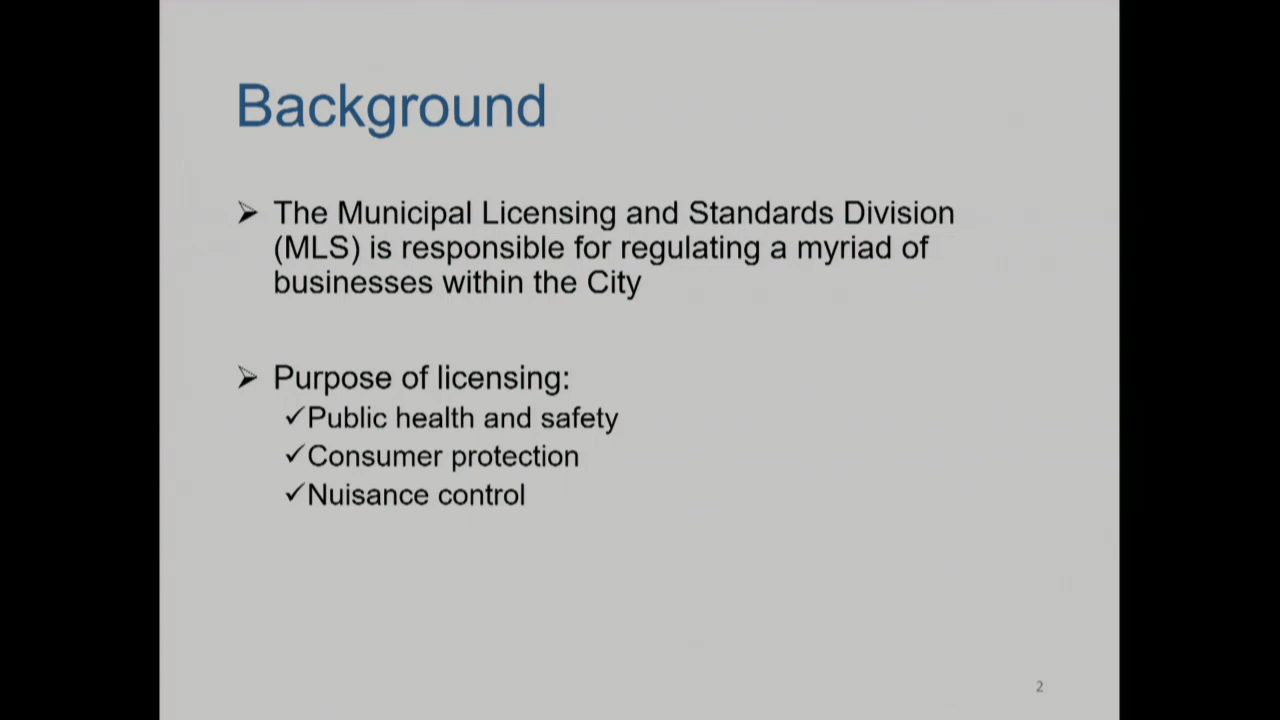 Background
➢ The Municipal Licensing and Standards Division
(MLS) is responsible for regulating a myriad of
businesses within the City
➢ Purpose of licensing:
✓Public health and safety
✓Consumer protection
✓Nuisance control
2